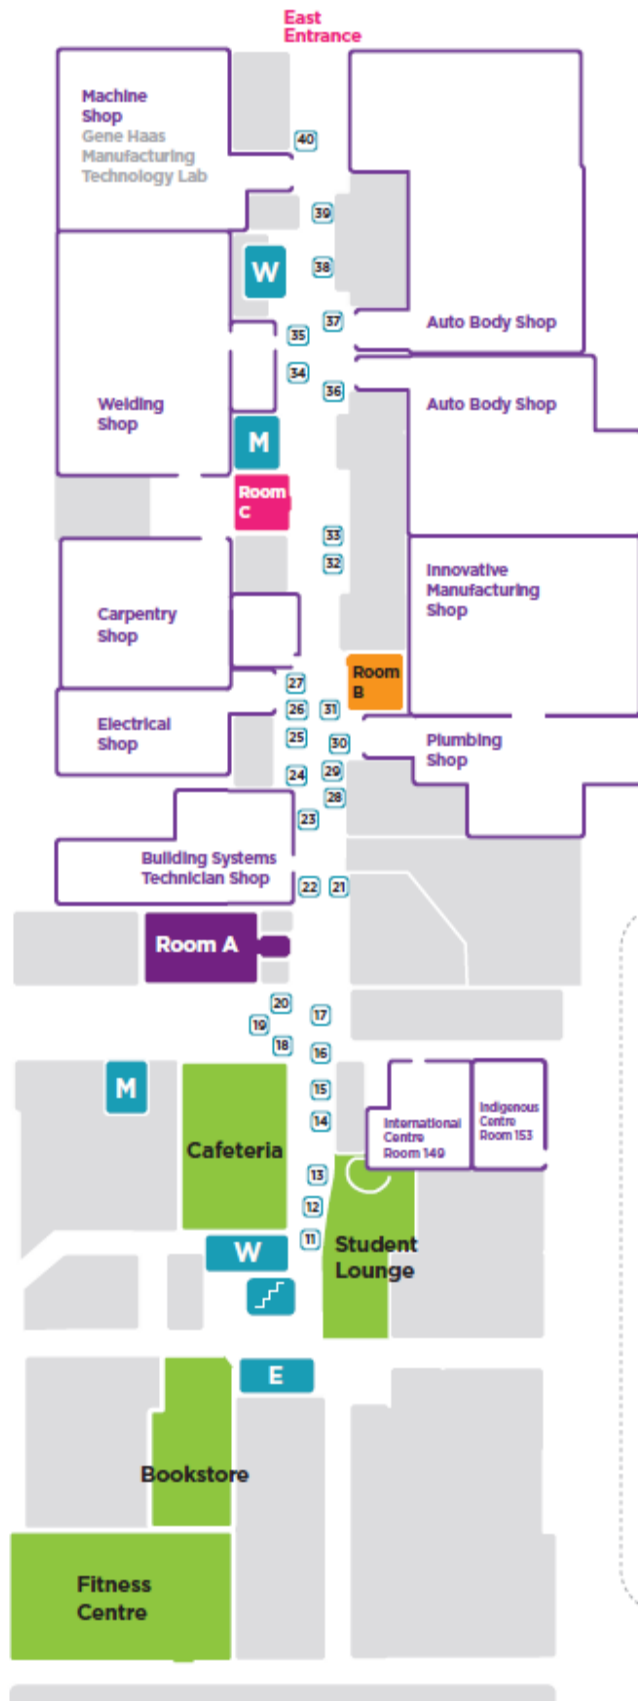 East
Entrance
Machine
Shop
Gene Haas
Manufacturing
Technology Lab
40
39
W
38
37
35
Auto Body Shop
34
36
Welding
Shop
Auto Body Shop
M
Room
C
33
32
Innovative
Manufacturing
Shop
Carpentry
Shop
Room
B
27
26
31
Electrical
Shop
25
30
Plumbing
Shop
24
29
28
23
Building Systems
Technician Shop
22
21
Room A
20
17
19
18
16
M
15
14
International
Centre
Room 149
Indigenous
Centre
Room 153
Cafeteria
13
12
11
W
Student
Lounge
E
Bookstore
Fitness
Centre